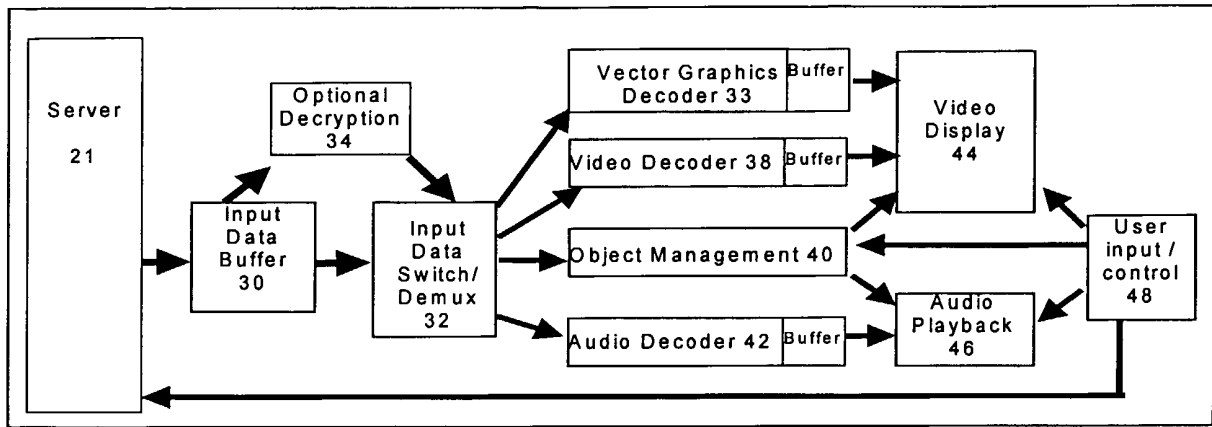 Server
21
Optional
Decryption
34
Input
Data
Buffer
30
Input
Data
Switch/
Demux
32
Vector Graphics
Decoder 33
Buffer
Video Decoder 38
Buffer
Object Management 40
Audio Decoder 42
Buffer
Video
Display
44
Audio
Playback
46
User
input /
control
48